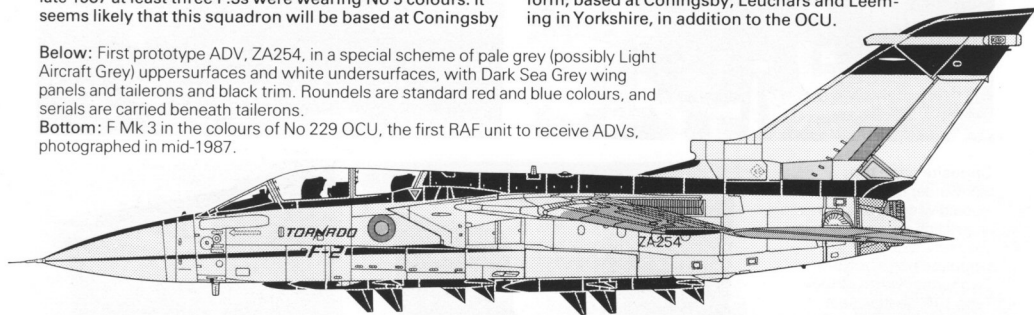 late 1987 at least three F.3s were wearing No 5 colours. It
seems likely that this squadron will be based at Coningsby
form, based at Coningsby, Leuchars and Leem-
ing in Yorkshire, in addition to the OCU.
Below: First prototype ADV, ZA254, in a special scheme of pale grey (possibly Light
Aircraft Grey) uppersurfaces and white undersurfaces, with Dark Sea Grey wing
panels and tailerons and black trim. Roundels are standard red and blue colours, and
serials are carried beneath tailerons.
Bottom: F Mk 3 in the colours of No 229 OCU, the first RAF unit to receive ADVs,
photographed in mid-1987.
TORNADO
F-2
ZA254